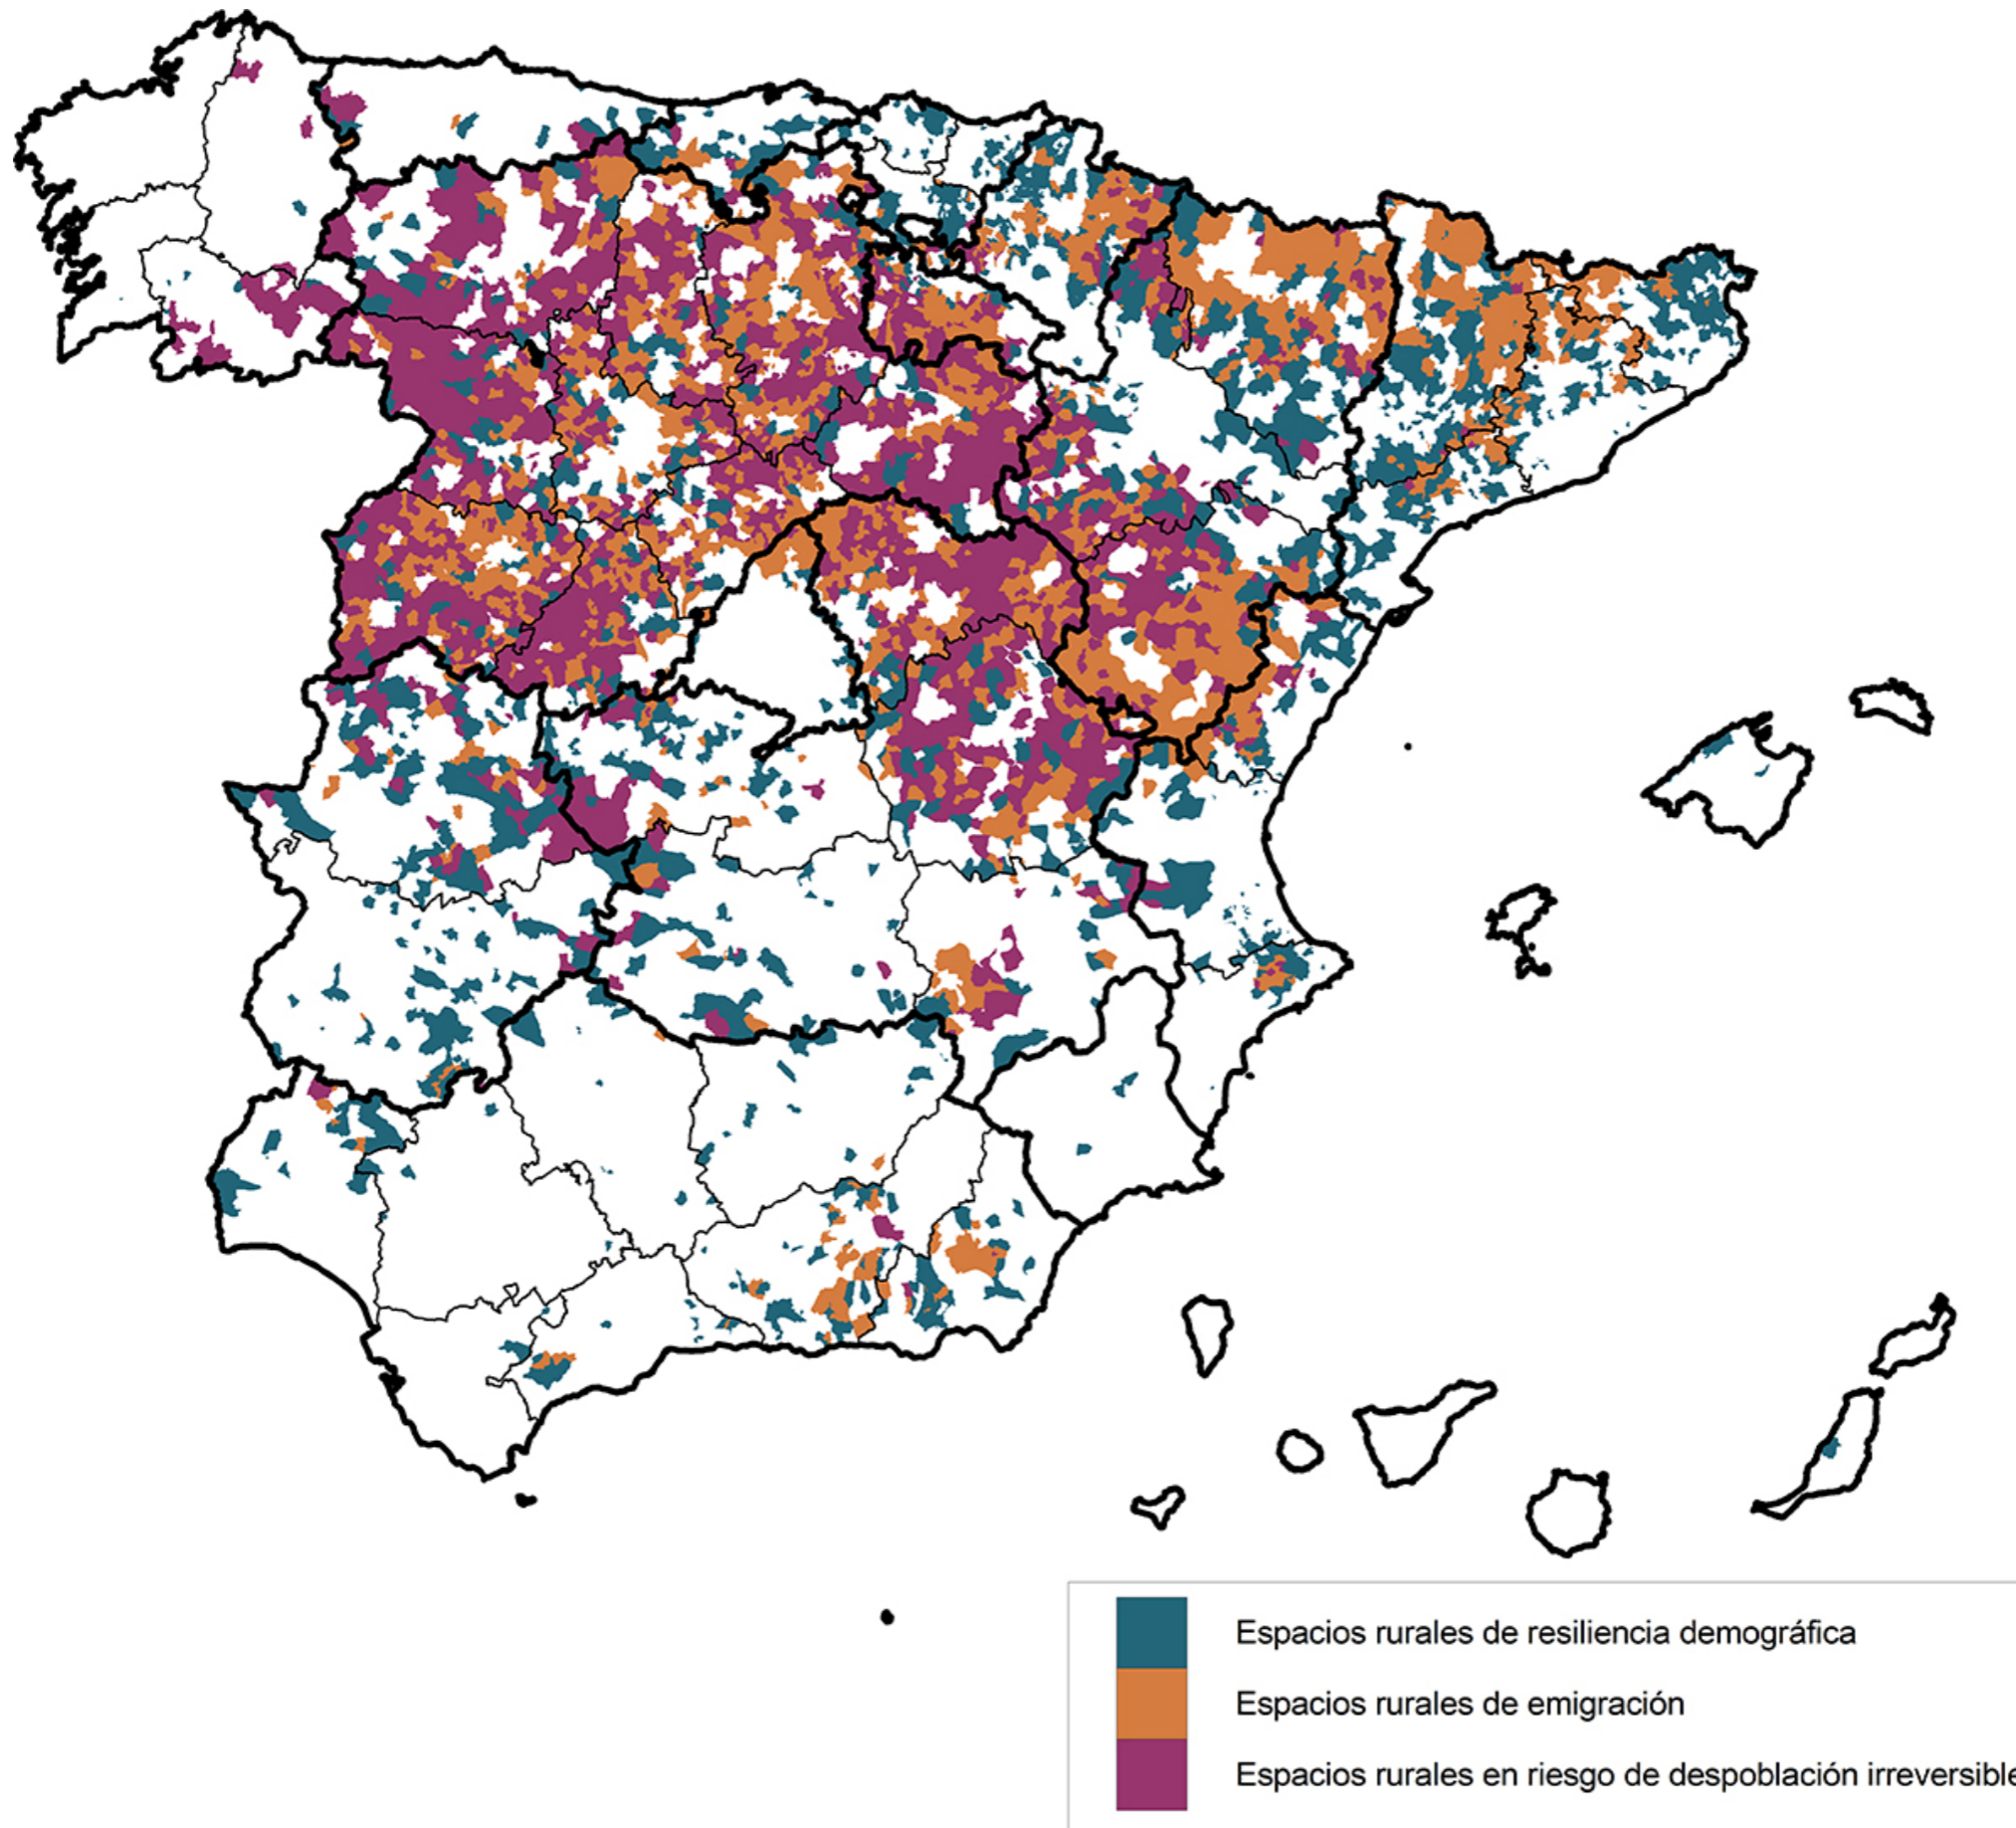 Espacios rurales de resiliencia demográfica
Espacios rurales de emigración
Espacios rurales en riesgo de despoblación irreversible